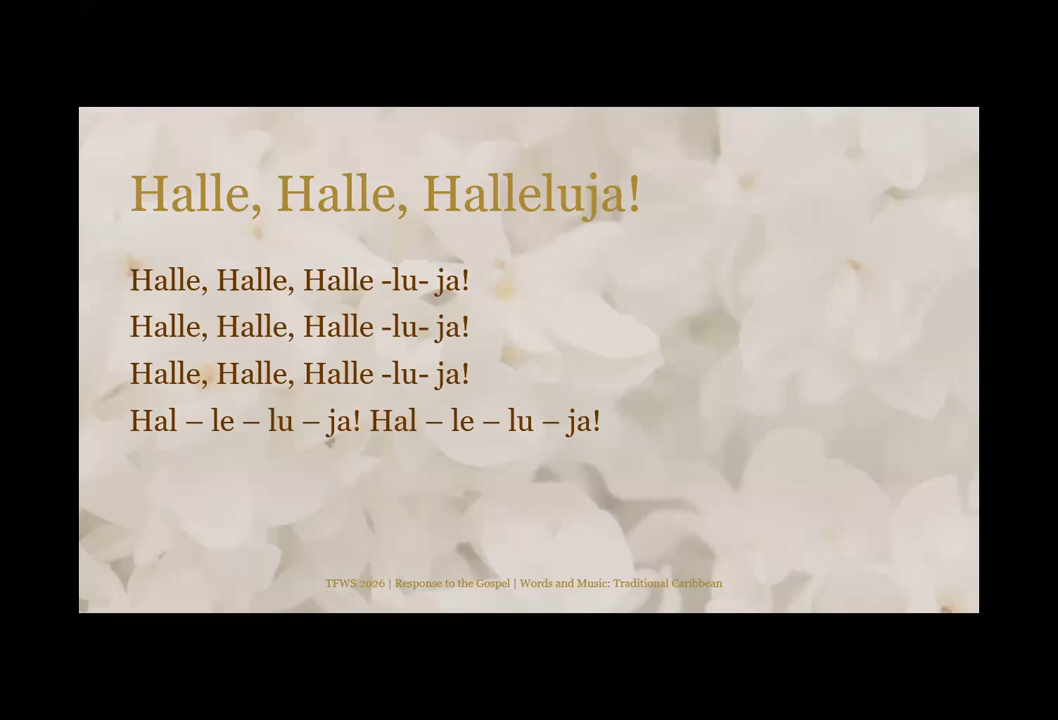 Halle, Halle, Halleluja!
Halle, Halle, Halle -lu- ja!
Halle, Halle, Halle -lu- ja!
Halle, Halle, Halle -lu- ja!
Hal – le – lu – ja! Hal – le – lu – ja!
TFWS 2026 | Response to the Gospel | Words and Music: Traditional Caribbean